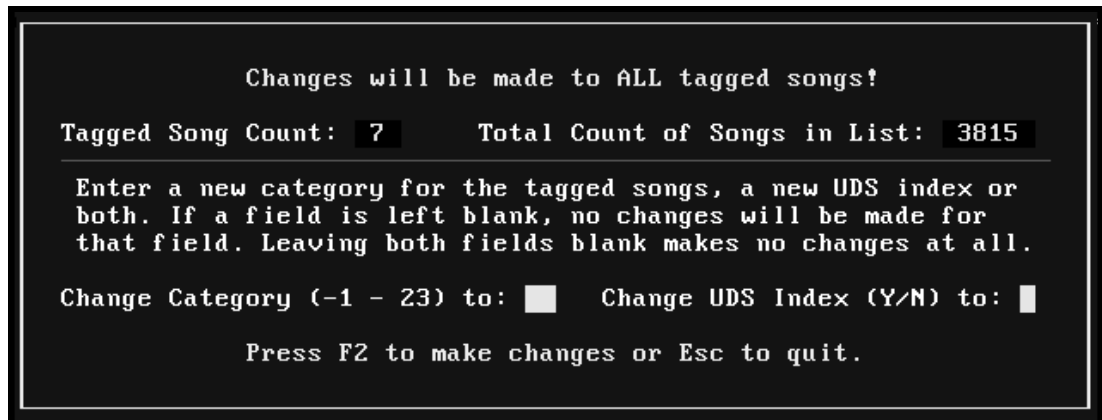 Changes will be made to ALL tagged songs!
Tagged Song Count: 7 Total Count of Songs in List: 3815
Enter a new category for the tagged songs, a new UDS index or
both. If a field is left blank, no changes will be made for
that field. Leaving both fields blank makes no changes at all.
Change Category (-1 - 23) to: Change UDS Index (Y/N) to:
Press F2 to make changes or Esc to quit.